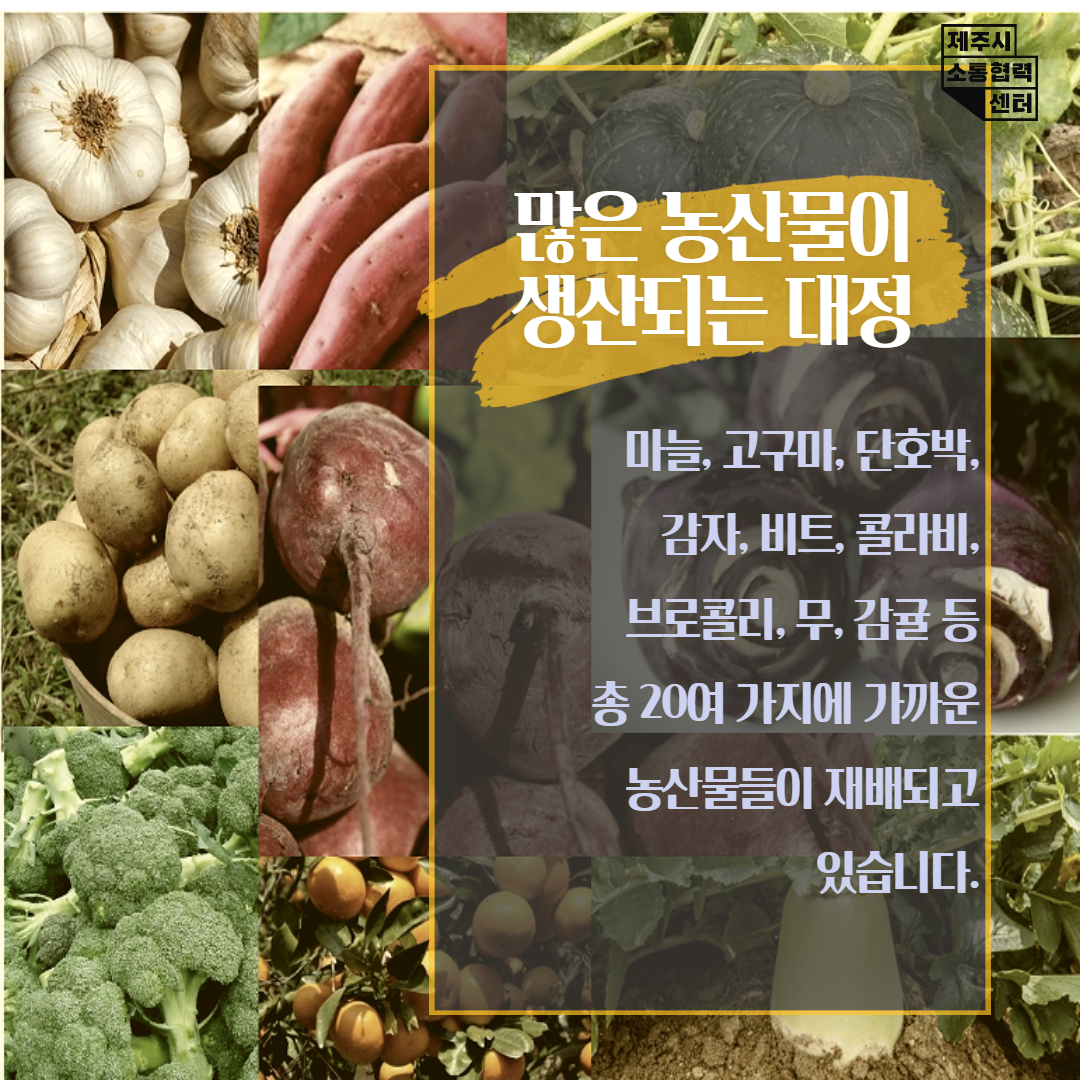 제주시
소통협력
센터
많은 농산물이
생산되는 대정
마늘, 고구마, 단호박,
감자, 비트, 콜라비,
브로콜리, 무, 감귤 등
총 20여 가지에 가까운
농산물들이 재배되고
있습니다.